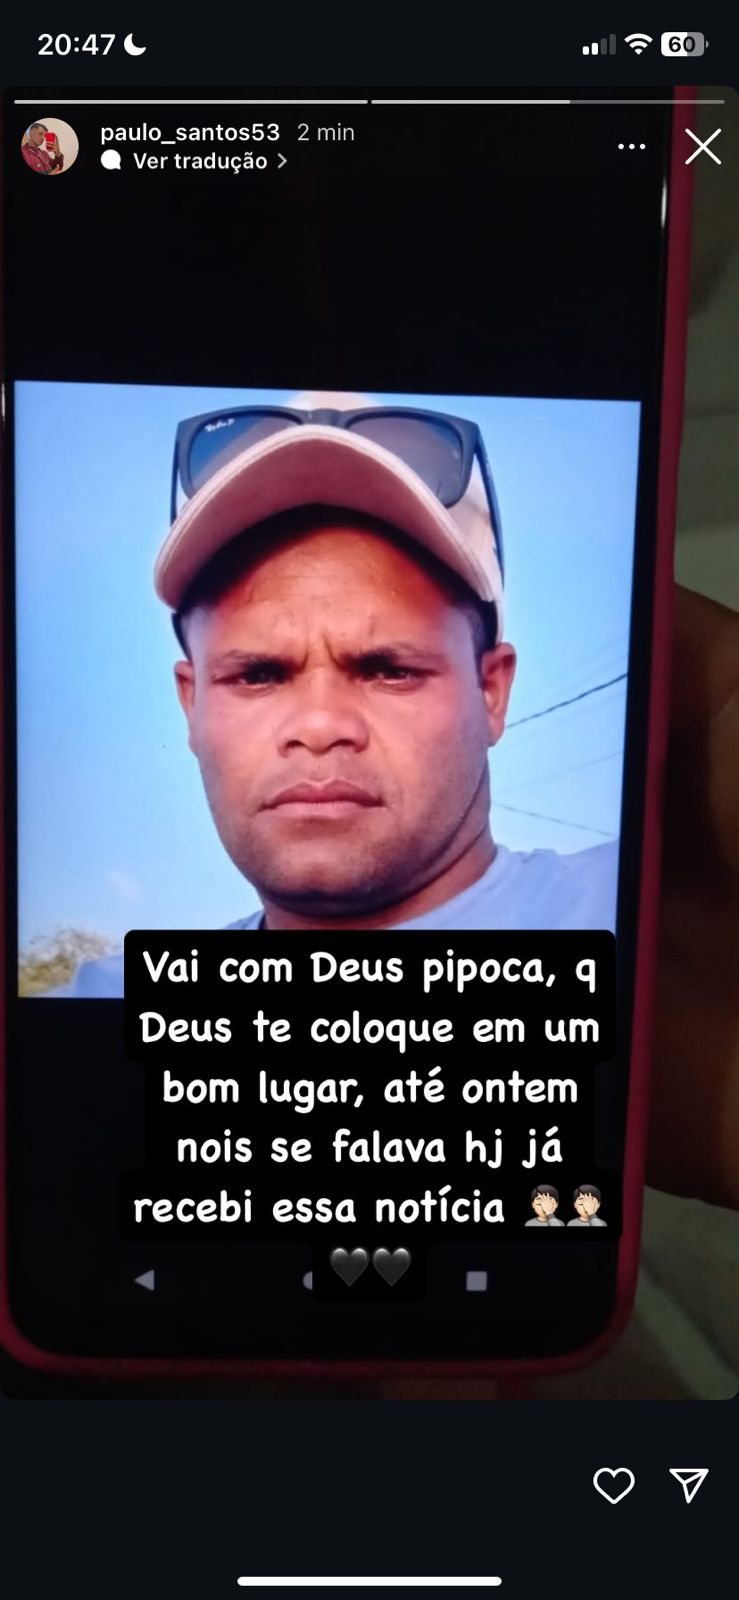 20:47
60
paulo_santos53 2 min
Ver tradução
Vai com Deus pipoca, q
Deus te coloque em um
bom lugar, até ontem
nois se falava hj já
recebi essa notícia 🤦🏻‍♂️🤦🏻‍♂️
🖤🖤